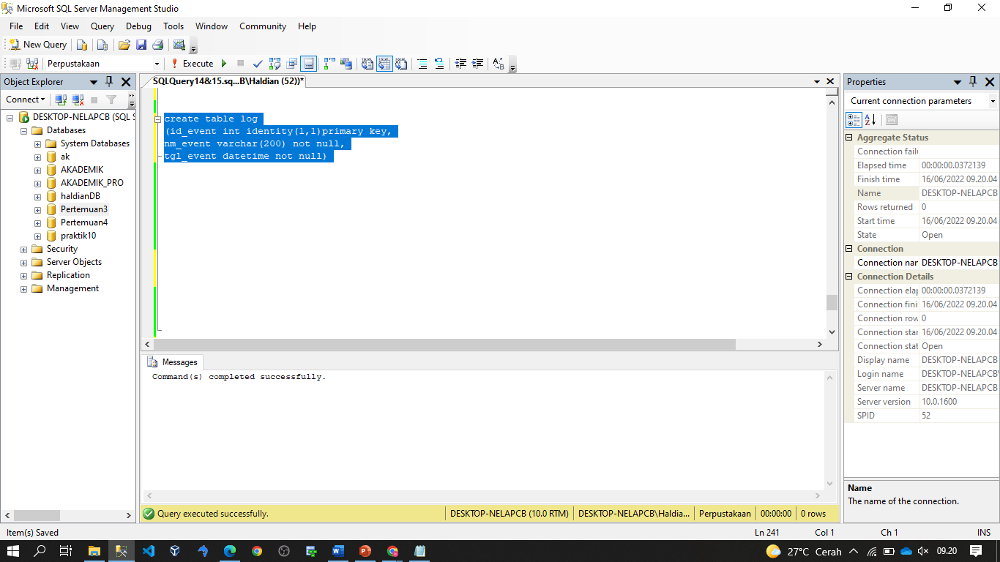 Microsoft SQL Server Management Studio
File Edit View Query Debug Tools Window Community Help
New Query
Perpustakaan Execute
Object Explorer
Connect
DESKTOP-NELAPCB (SQL S
Databases
System Databases
ak
AKADEMIK
AKADEMIK_PRO
haldianDB
Pertemuan3
Pertemuan4
praktik10
Security
Server Objects
Replication
Management
SQLQuery14&15.sq...B\Haldian (52))*
create table log
(id_event int identity(1,1)primary key,
nm_event varchar(200) not null,
tgl_event datetime not null)
Messages
Command(s) completed successfully.
Query executed successfully. DESKTOP-NELAPCB (10.0 RTM) DESKTOP-NELAPCB\Haldia... Perpustakaan 00:00:00 0 rows
Properties
Current connection parameters
Aggregate Status
Connection faile
Elapsed time 00:00:00.0372139
Finish time 16/06/2022 09.20.04
Name DESKTOP-NELAPCB
Rows returned 0
Start time 16/06/2022 09.20.04
State Open
Connection
Connection nar DESKTOP-NELAPCB
Connection Details
Connection elap 00:00:00.0372139
Connection fini 16/06/2022 09.20.04
Connection row 0
Connection star 16/06/2022 09.20.04
Connection stat Open
Display name DESKTOP-NELAPCB
Login name DESKTOP-NELAPCB\
Server name DESKTOP-NELAPCB
Server version 10.0.1600
SPID 52
Name
The name of the connection.
Item(s) Saved Ln 241 Col 1 Ch 1 INS
27°C Cerah 09.20